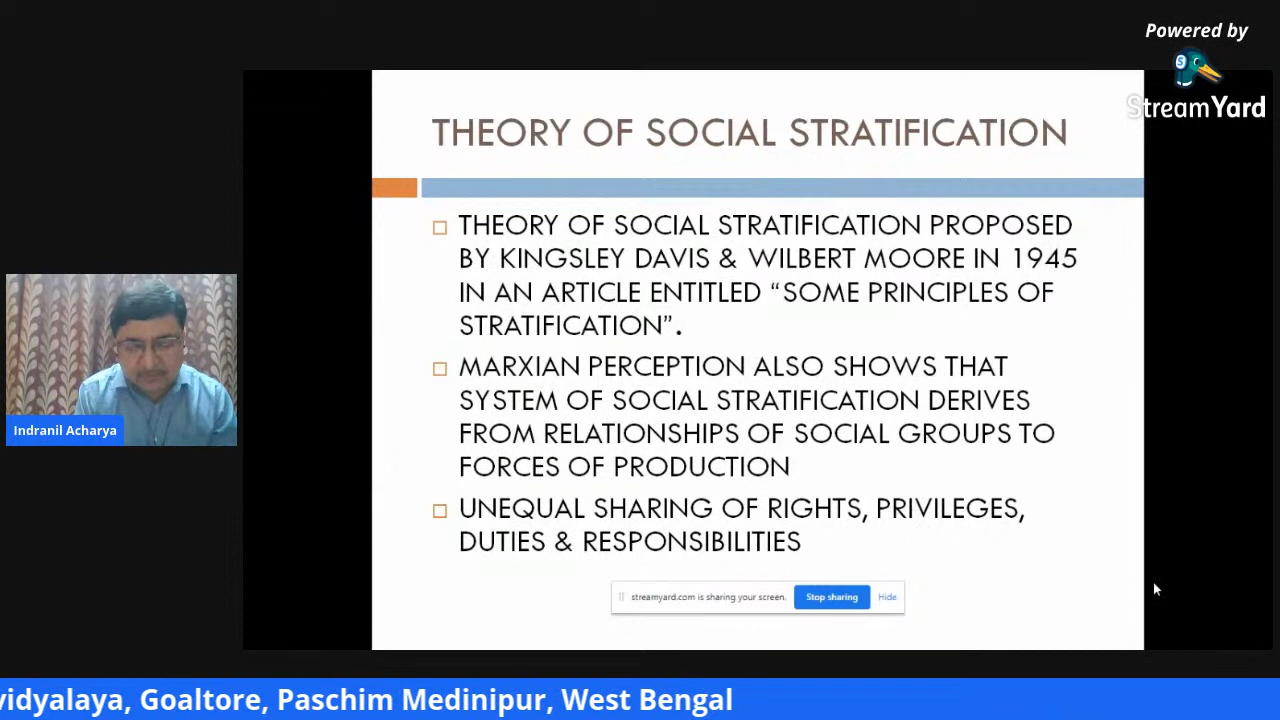 Powered by
StreamYard
THEORY OF SOCIAL STRATIFICATION
THEORY OF SOCIAL STRATIFICATION PROPOSED
BY KINGSLEY DAVIS & WILBERT MOORE IN 1945
IN AN ARTICLE ENTITLED “SOME PRINCIPLES OF
STRATIFICATION”.
MARXIAN PERCEPTION ALSO SHOWS THAT
SYSTEM OF SOCIAL STRATIFICATION DERIVES
FROM RELATIONSHIPS OF SOCIAL GROUPS TO
FORCES OF PRODUCTION
UNEQUAL SHARING OF RIGHTS, PRIVILEGES,
DUTIES & RESPONSIBILITIES
Indranil Acharya
streamyard.com is sharing your screen. Stop sharing Hide
vidyalaya, Goaltore, Paschim Medinipur, West Bengal